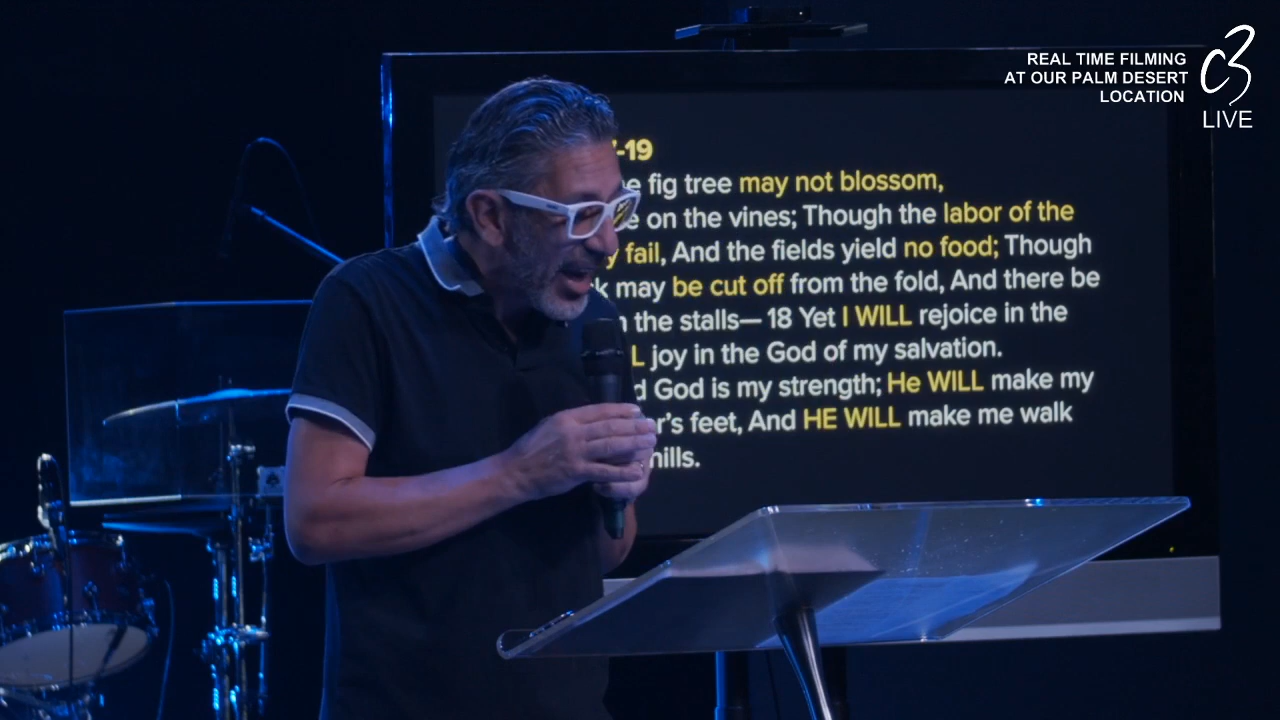 REAL TIME FILMING
AT OUR PALM DESERT
LOCATION
C3
LIVE
-19
fig tree may not blossom,
on the vines; Though the labor of the
fail, And the fields yield no food; Though
may be cut off from the fold, And there be
the stalls— 18 Yet I WILL rejoice in the
L joy in the God of my salvation.
d God is my strength; He WILL make my
r's feet, And HE WILL make me walk
hills.